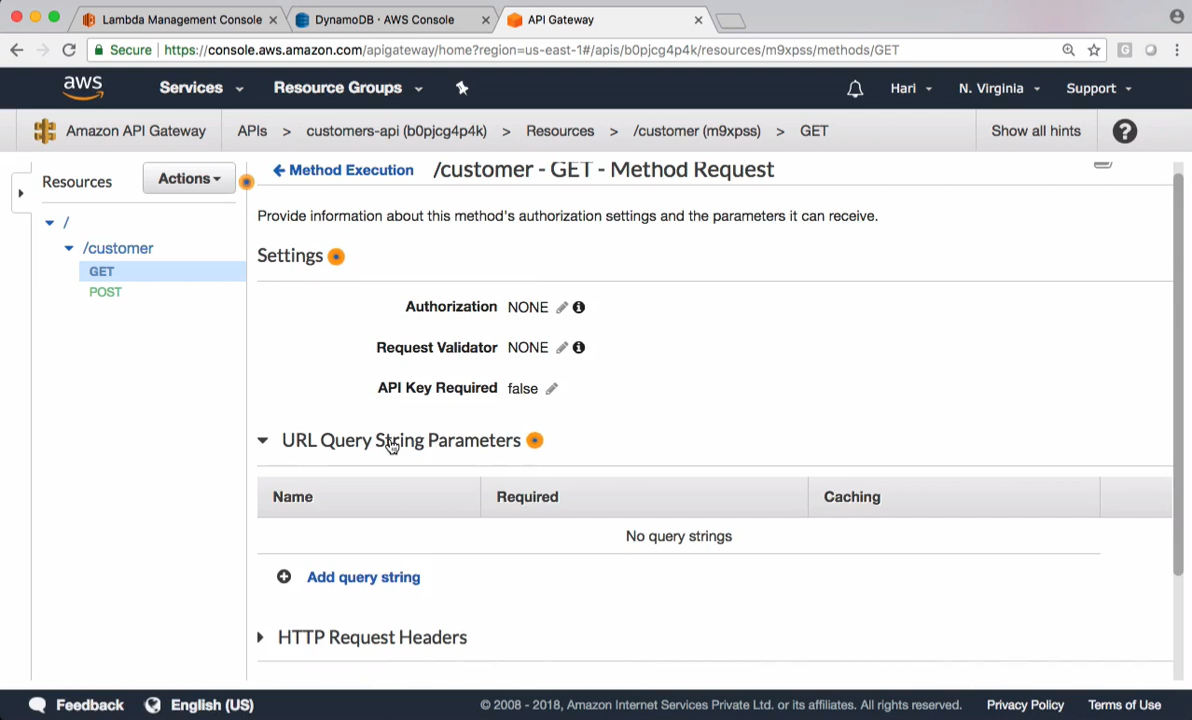 Lambda Management Console
DynamoDB · AWS Console
API Gateway
Secure https://console.aws.amazon.com/apigateway/home?region=us-east-1#/apis/b0pjcg4p4k/resources/m9xpss/methods/GET
G
aws Services Resource Groups Hari N. Virginia Support
Amazon API Gateway APIs > customers-api (b0pjcg4p4k) > Resources > /customer (m9xpss) > GET Show all hints ?
Resources Actions
/
/customer
GET
POST
Method Execution /customer - GET - Method Request
Provide information about this method's authorization settings and the parameters it can receive.
Settings
Authorization NONE
Request Validator NONE
API Key Required false
URL Query String Parameters
Name Required Caching
No query strings
Add query string
HTTP Request Headers
Feedback English (US) © 2008 - 2018, Amazon Internet Services Private Ltd. or its affiliates. All rights reserved. Privacy Policy Terms of Use